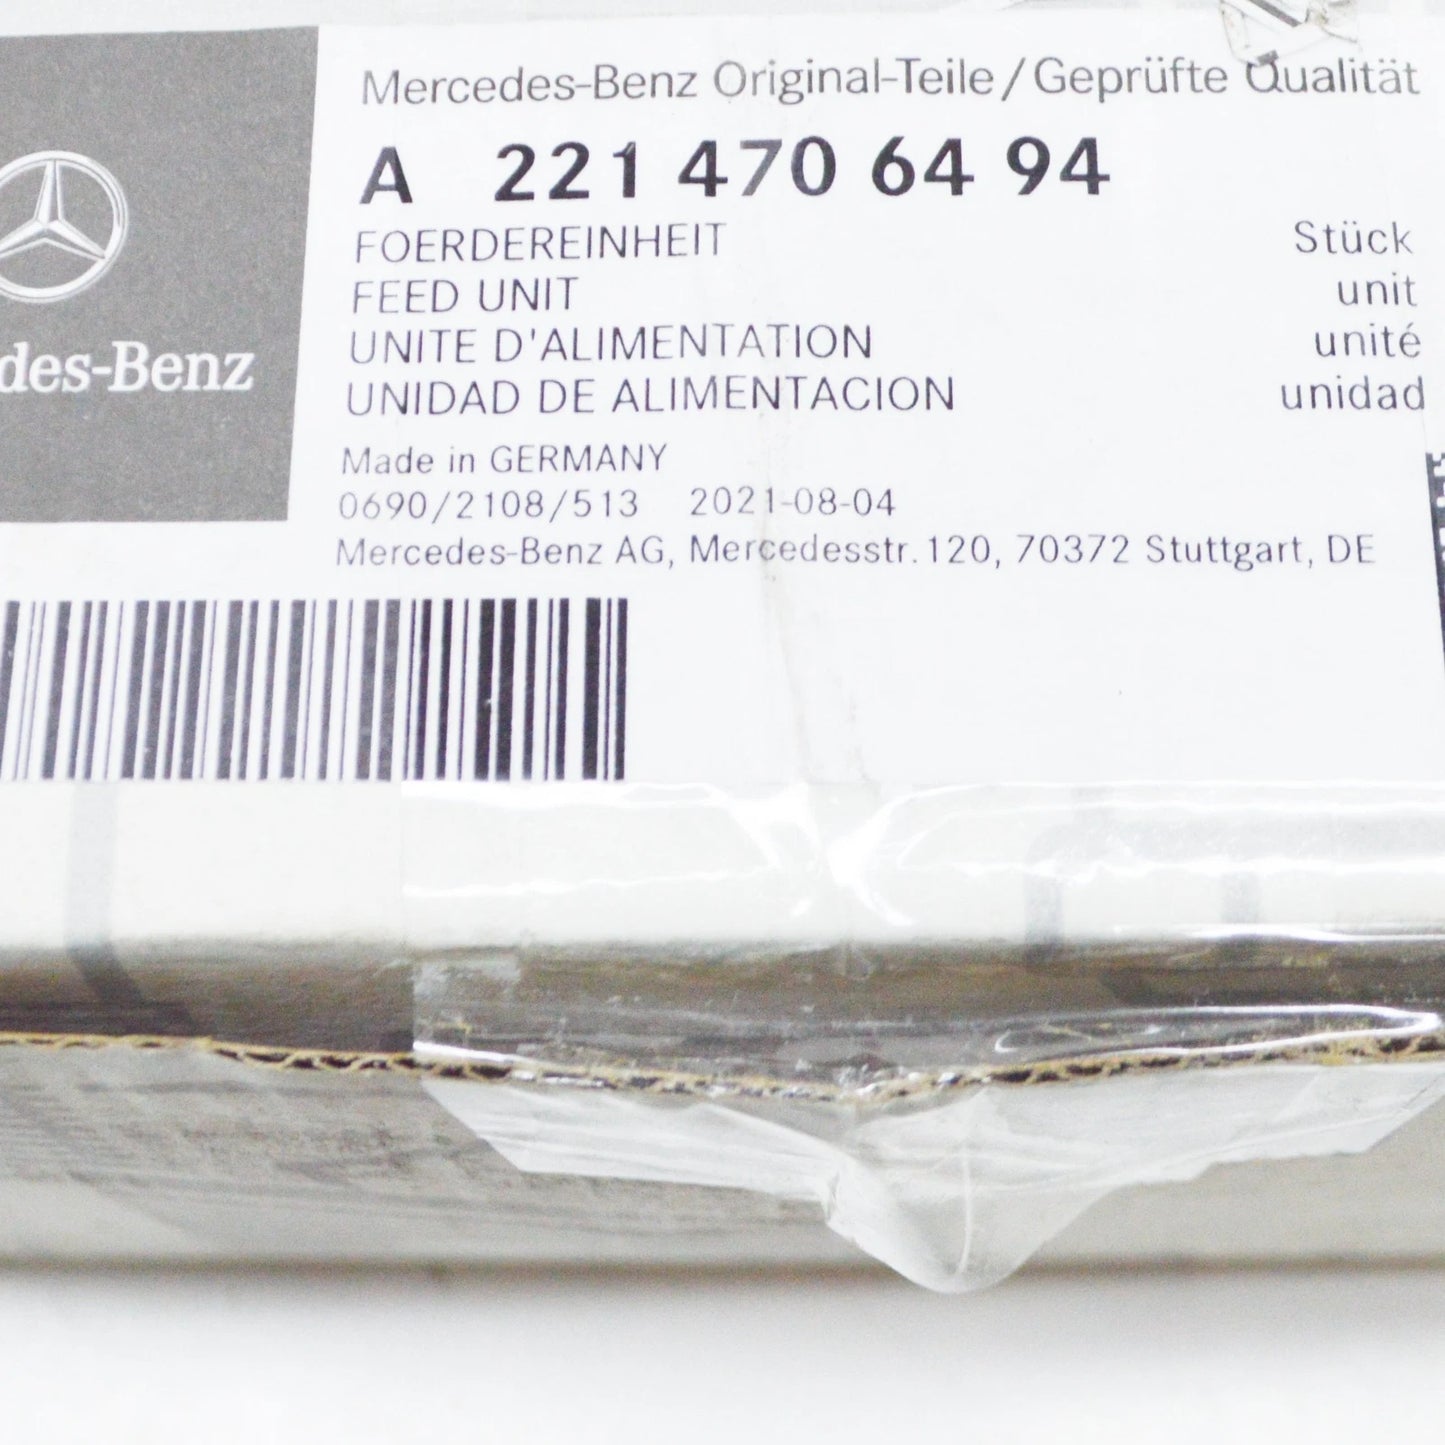 Mercedes-Benz Original-Teile/Geprüfte Qualität
A 221 470 64 94
FOERDEREINHEIT Stück
FEED UNIT unit
UNITE D'ALIMENTATION unité
UNIDAD DE ALIMENTACION unidad
des-Benz
Made in GERMANY
0690/2108/513 2021-08-04
Mercedes-Benz AG, Mercedesstr.120, 70372 Stuttgart, DE